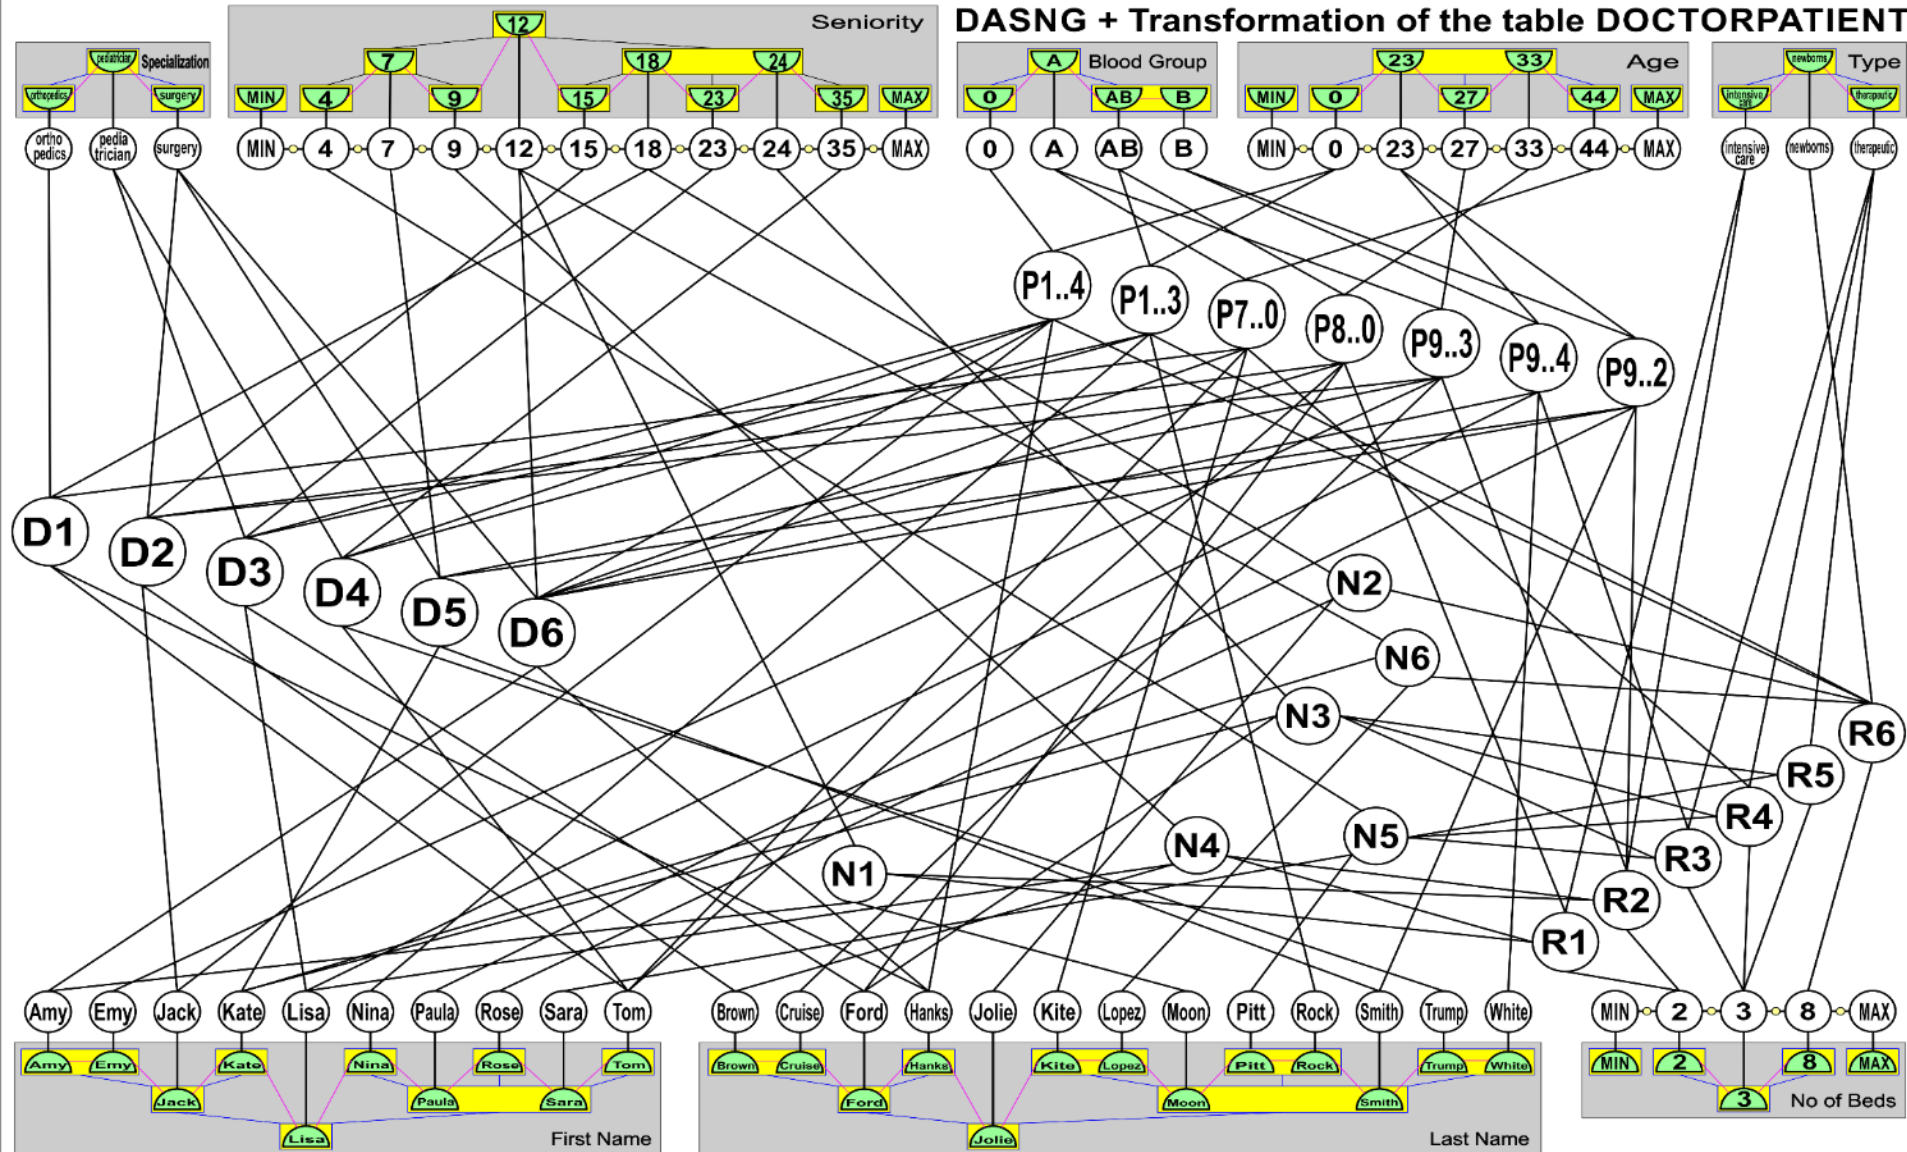 DASNG + Transformation of the table DOCTORPATIENT
Specialization
pediatrician
orthopedics surgery
ortho pedics
pedia trician
surgery
Seniority
12
7 18 24
MIN 4 9 15 23 35 MAX
MIN 4 7 9 12 15 18 23 24 35 MAX
Blood Group
A
0 AB B
0 A AB B
Age
23 33
MIN 0 27 44 MAX
MIN 0 23 27 33 44 MAX
Type
newborns
intensive care therapeutic
intensive care
newborns
therapeutic
P1..4
P1..3
P7..0
P8..0
P9..3
P9..4
P9..2
D1
D2
D3
D4
D5
D6
N2
N6
N3
N4
N5
N1
R6
R5
R4
R3
R2
R1
Amy Emy Jack Kate Lisa Nina Paula Rose Sara Tom
Amy Emy Kate Nina Rose Tom
Jack Paula Sara
Lisa
First Name
Brown Cruise Ford Hanks Jolie Kite Lopez Moon Pitt Rock Smith Trump White
Brown Cruise Hanks Kite Lopez Pitt Rock Trump White
Ford Moon Smith
Jolie
Last Name
MIN 2 3 8 MAX
MIN 2 8 MAX
3
No of Beds